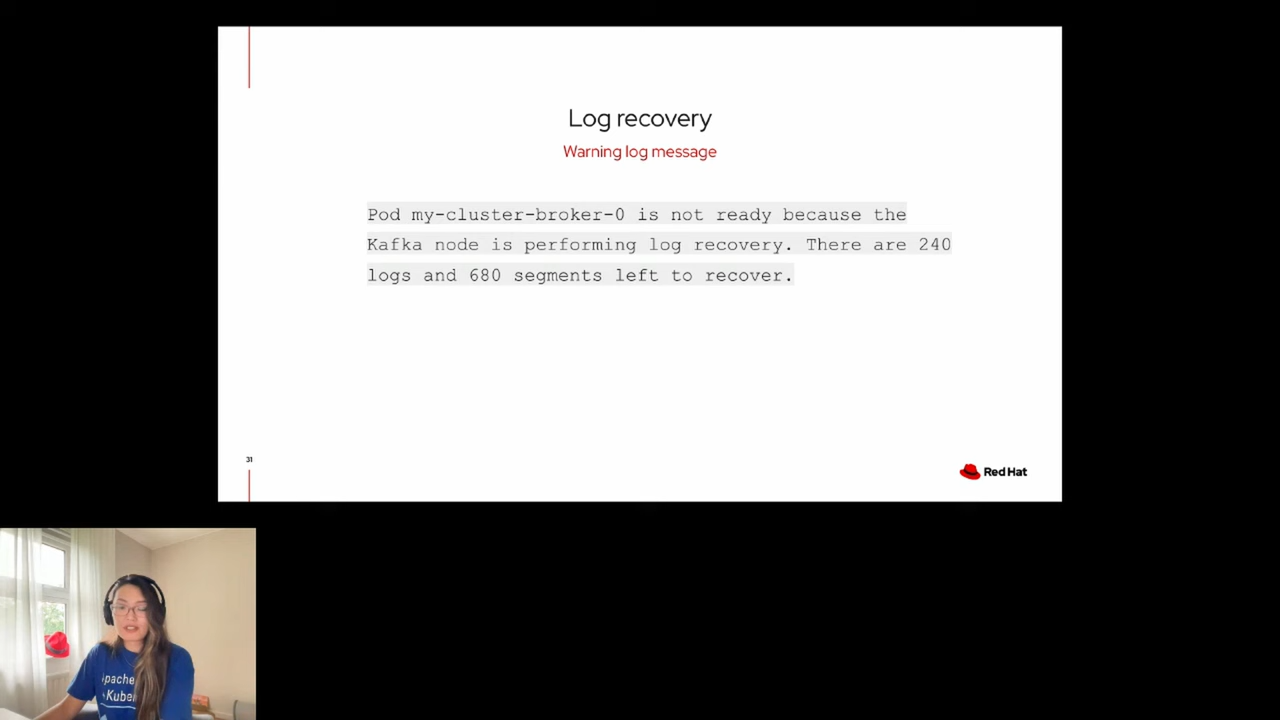 Log recovery
Warning log message
Pod my-cluster-broker-0 is not ready because the
Kafka node is performing log recovery. There are 240
logs and 680 segments left to recover.
31
Red Hat